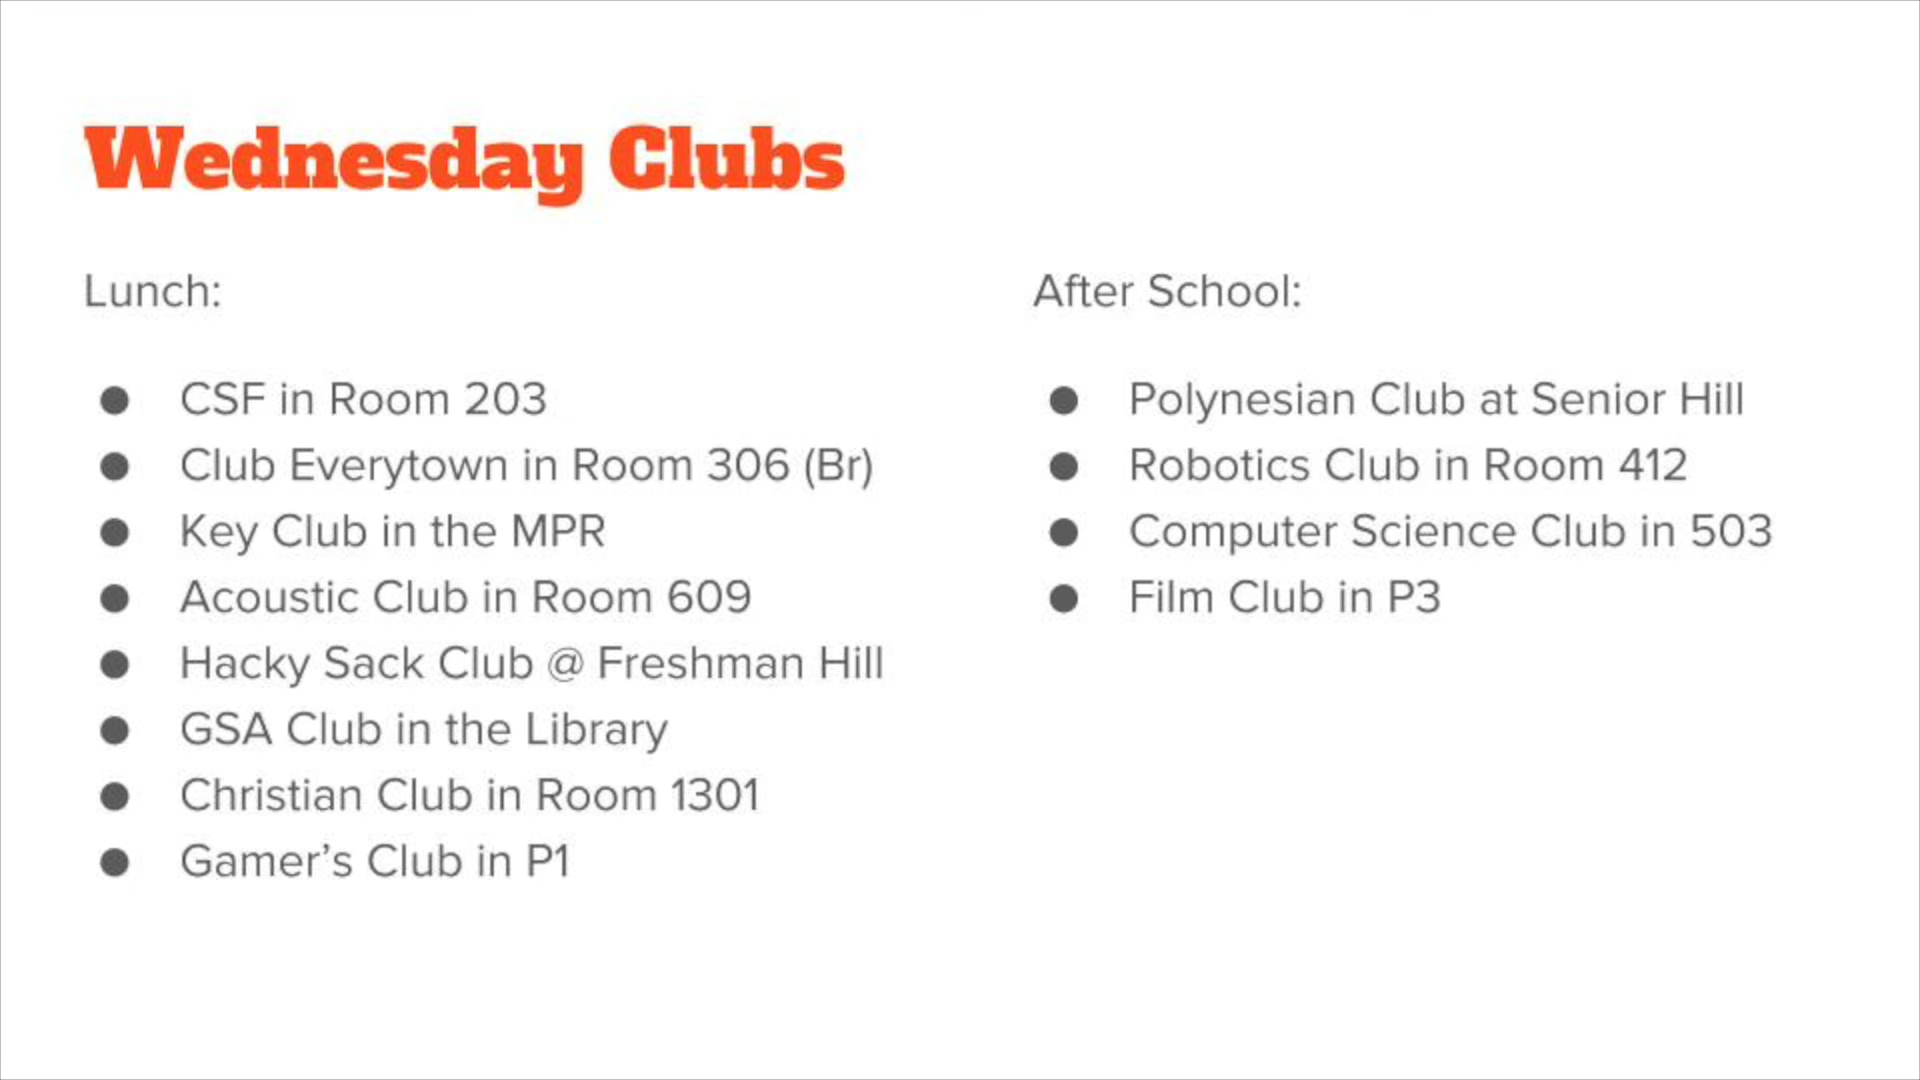 Wednesday Clubs
Lunch:
● CSF in Room 203
● Club Everytown in Room 306 (Br)
● Key Club in the MPR
● Acoustic Club in Room 609
● Hacky Sack Club @ Freshman Hill
● GSA Club in the Library
● Christian Club in Room 1301
● Gamer’s Club in P1
After School:
● Polynesian Club at Senior Hill
● Robotics Club in Room 412
● Computer Science Club in 503
● Film Club in P3